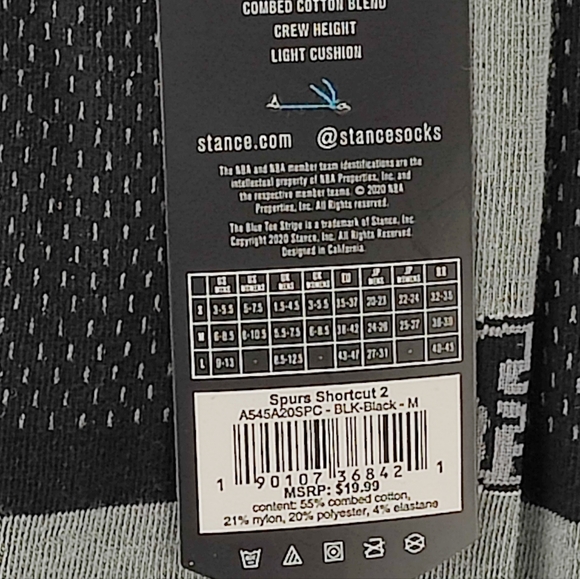 COMBED COTTON BLEND
CREW HEIGHT
LIGHT CUSHION
stance.com @stancesocks
The NBA and NBA member team identifications are the
intellectual property of NBA Properties, Inc. and
the respective member teams. © 2020 NBA
Properties, Inc. All Rights Reserved.
The Blue Toe Stripe is a trademark of Stance, Inc.
Copyright 2020 Stance, Inc. All Rights Reserved.
Designed in California.
US MENS US WOMENS UK MENS UK WOMENS EU JP MENS JP WOMENS BR
S 3-5.5 5-7.5 1.5-4.5 3-5.5 35-37 20-23 22-24
M 6-8.5 8-10.5 5.5-7.5 6-8.5 38-42 24-26 25-27
L 9-13 - 8.5-12.5 - 43-47 27-31 - 40-45
Spurs Shortcut 2
A545A20SPC - BLK-Black - M
1 90107 36842 1
MSRP: $19.99
content: 55% combed cotton,
21% nylon, 20% polyester, 4% elastane